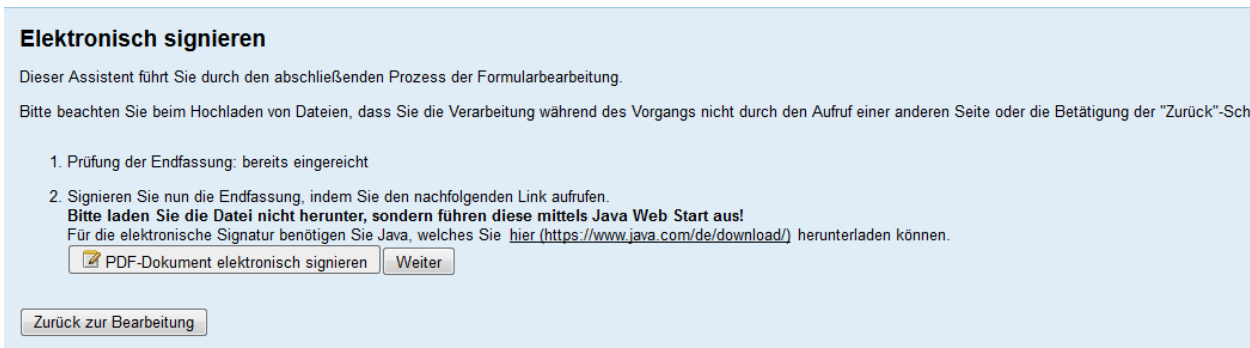 Elektronisch signieren
Dieser Assistent führt Sie durch den abschließenden Prozess der Formularbearbeitung.
Bitte beachten Sie beim Hochladen von Dateien, dass Sie die Verarbeitung während des Vorgangs nicht durch den Aufruf einer anderen Seite oder die Betätigung der "Zurück"-Sch
1. Prüfung der Endfassung: bereits eingereicht
2. Signieren Sie nun die Endfassung, indem Sie den nachfolgenden Link aufrufen.
Bitte laden Sie die Datei nicht herunter, sondern führen diese mittels Java Web Start aus!
Für die elektronische Signatur benötigen Sie Java, welches Sie hier (https://www.java.com/de/download/) herunterladen können.
PDF-Dokument elektronisch signieren Weiter
Zurück zur Bearbeitung